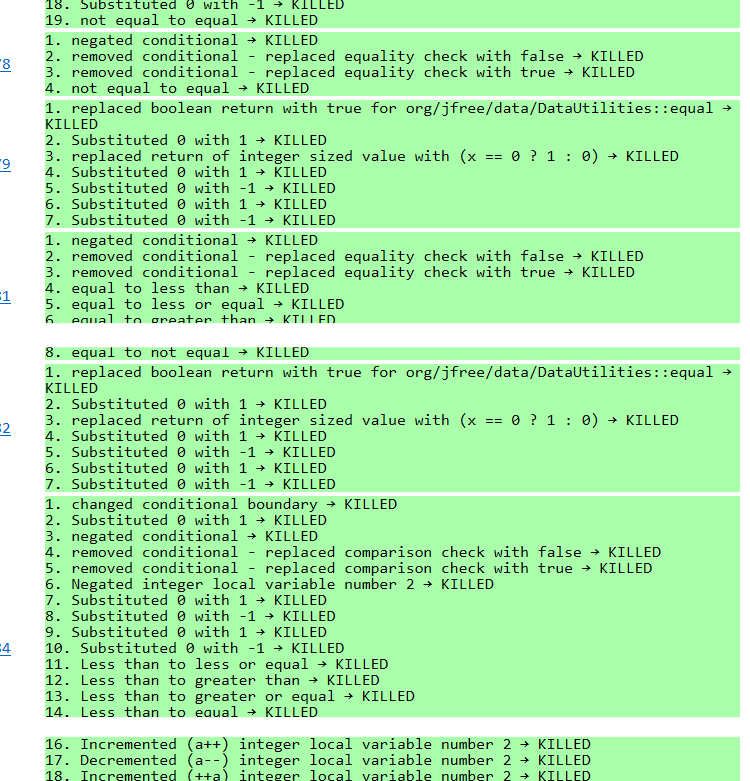 18. Substituted 0 with -1 → KILLED
19. not equal to equal → KILLED
1. negated conditional → KILLED
2. removed conditional - replaced equality check with false → KILLED
78
3. removed conditional - replaced equality check with true → KILLED
4. not equal to equal → KILLED
1. replaced boolean return with true for org/jfree/data/DataUtilities::equal →
KILLED
2. Substituted 0 with 1 → KILLED
3. replaced return of integer sized value with (x == 0 ? 1 : 0) → KILLED
79
4. Substituted 0 with 1 → KILLED
5. Substituted 0 with -1 → KILLED
6. Substituted 0 with 1 → KILLED
7. Substituted 0 with -1 → KILLED
1. negated conditional → KILLED
2. removed conditional - replaced equality check with false → KILLED
3. removed conditional - replaced equality check with true → KILLED
4. equal to less than → KILLED
81
5. equal to less or equal → KILLED
6. equal to greater than → KILLED
8. equal to not equal → KILLED
1. replaced boolean return with true for org/jfree/data/DataUtilities::equal →
KILLED
2. Substituted 0 with 1 → KILLED
3. replaced return of integer sized value with (x == 0 ? 1 : 0) → KILLED
82
4. Substituted 0 with 1 → KILLED
5. Substituted 0 with -1 → KILLED
6. Substituted 0 with 1 → KILLED
7. Substituted 0 with -1 → KILLED
1. changed conditional boundary → KILLED
2. Substituted 0 with 1 → KILLED
3. negated conditional → KILLED
4. removed conditional - replaced comparison check with false → KILLED
5. removed conditional - replaced comparison check with true → KILLED
6. Negated integer local variable number 2 → KILLED
7. Substituted 0 with 1 → KILLED
8. Substituted 0 with -1 → KILLED
9. Substituted 0 with 1 → KILLED
84
10. Substituted 0 with -1 → KILLED
11. Less than to less or equal → KILLED
12. Less than to greater than → KILLED
13. Less than to greater or equal → KILLED
14. Less than to equal → KILLED
16. Incremented (a++) integer local variable number 2 → KILLED
17. Decremented (a--) integer local variable number 2 → KILLED
18. Incremented (++a) integer local variable number 2 → KILLED